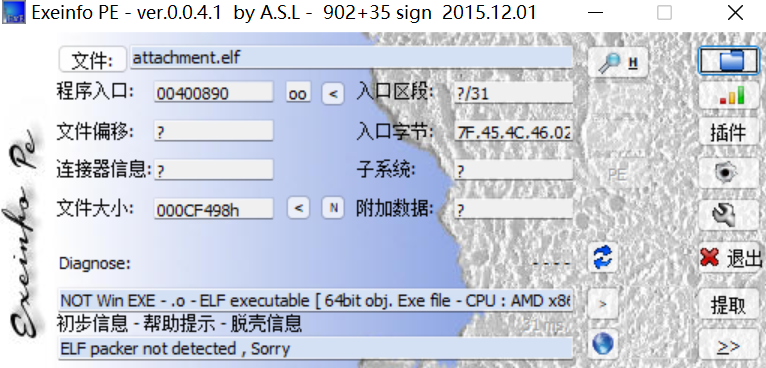 Exeinfo PE - ver.0.0.4.1 by A.S.L - 902+35 sign 2015.12.01
文件: attachment.elf H
程序入口: 00400890 oo < 入口区段: ?/31
文件偏移: ? 入口字节: 7F.45.4C.46.02 插件
连接器信息: ? 子系统: ? PE
文件大小: 000CF498h < N 附加数据: ?
Diagnose: ---- 退出
NOT Win EXE - .o - ELF executable [ 64bit obj. Exe file - CPU : AMD x86 > 提取
初步信息 - 帮助提示 - 脱壳信息
ELF packer not detected , Sorry >>
Exeinfo Pe